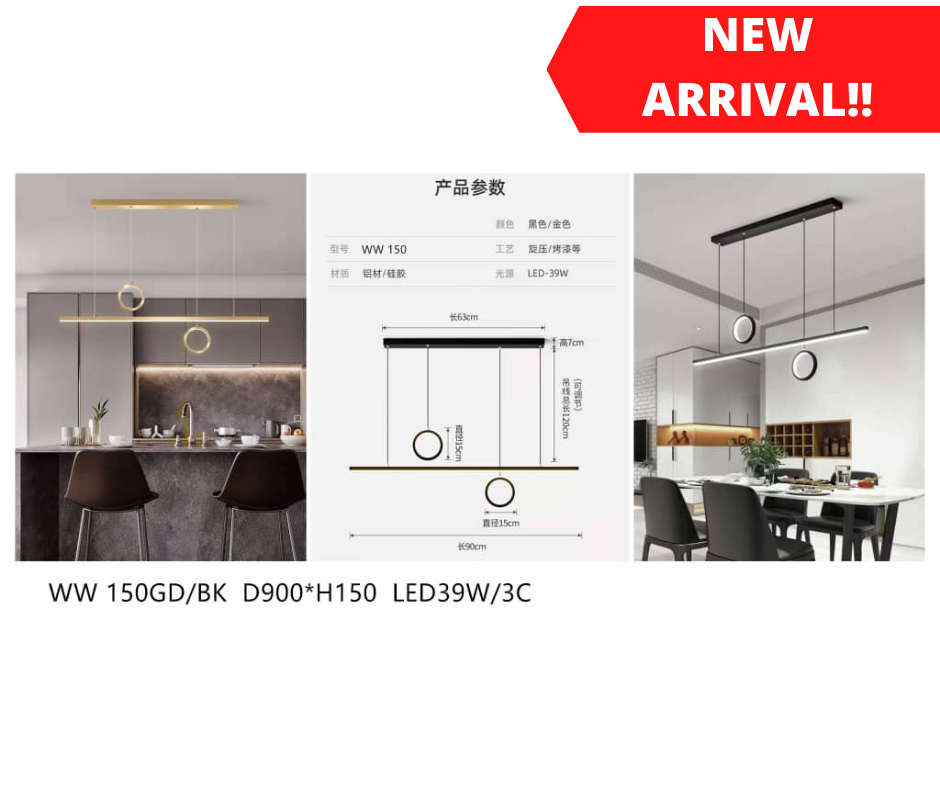 NEW
ARRIVAL!!
产品参数
颜色 黑色/金色
型号 WW 150 工艺 旋压/烤漆等
材质 铝材/硅胶 光源 LED-39W
长63cm
高7cm
(可调节)
吊线总长120cm
直径15cm
直径15cm
长90cm
WW 150GD/BK D900*H150 LED39W/3C